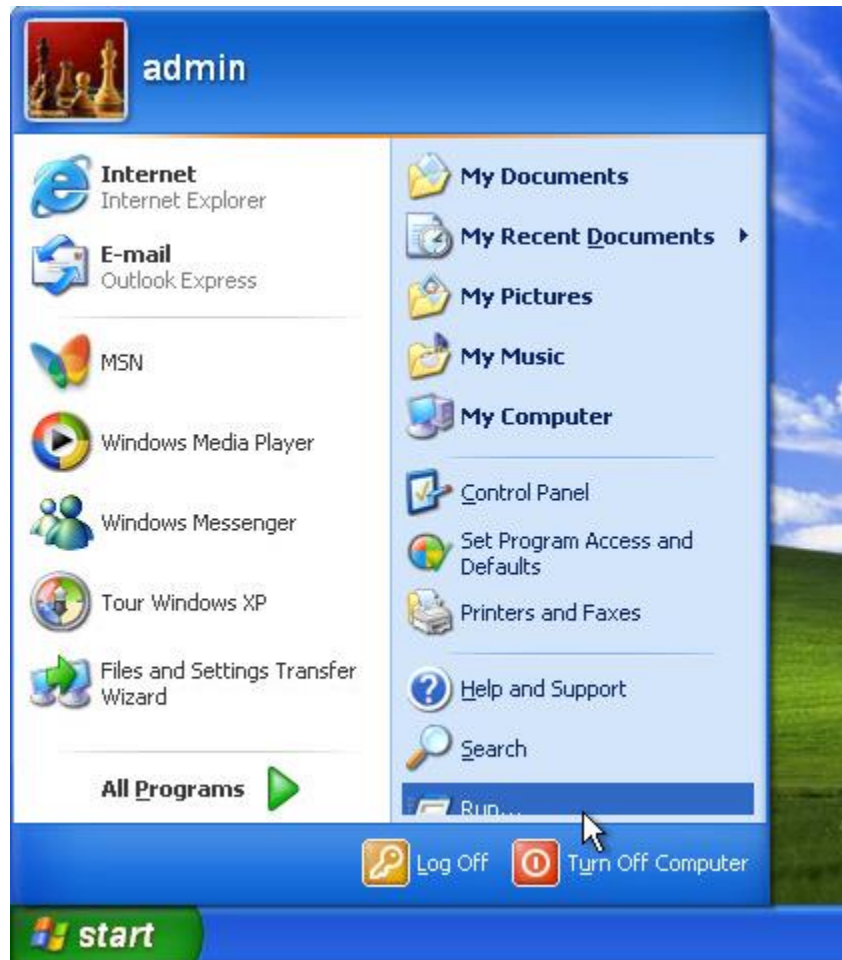 admin
Internet
Internet Explorer
E-mail
Outlook Express
MSN
Windows Media Player
Windows Messenger
Tour Windows XP
Files and Settings Transfer
Wizard
All Programs
My Documents
My Recent Documents
My Pictures
My Music
My Computer
Control Panel
Set Program Access and
Defaults
Printers and Faxes
Help and Support
Search
Run...
Log Off
Turn Off Computer
start